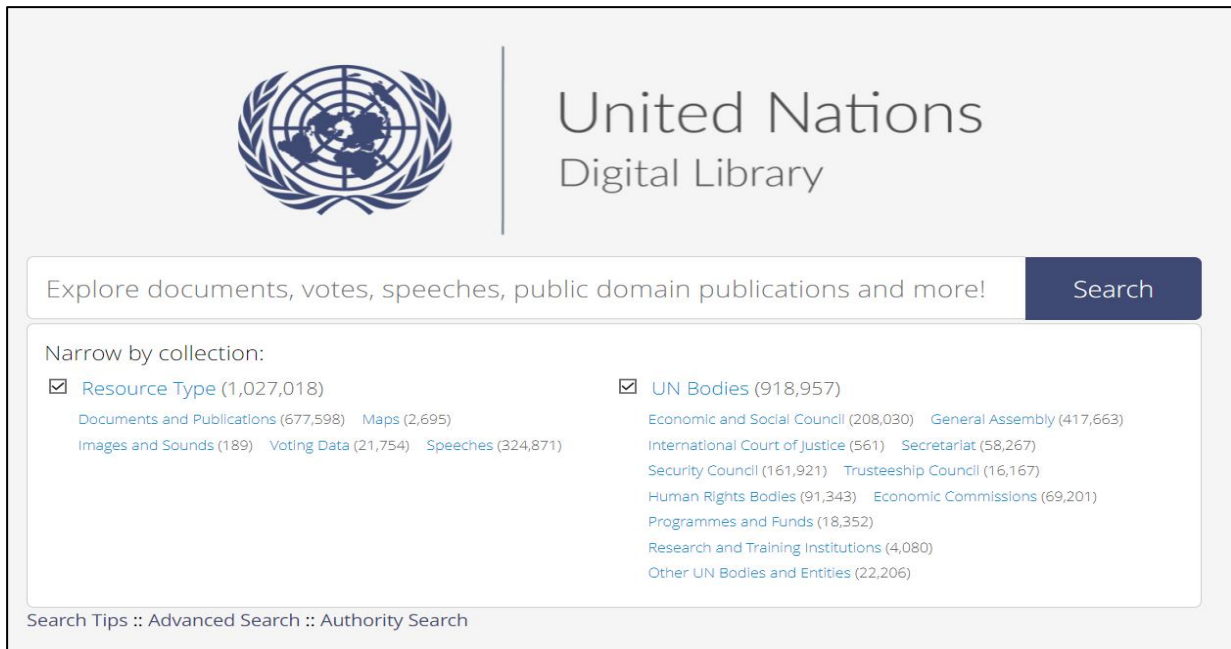 United Nations
Digital Library
Explore documents, votes, speeches, public domain publications and more!
Search
Narrow by collection:
Resource Type (1,027,018)
Documents and Publications (677,598) Maps (2,695)
Images and Sounds (189) Voting Data (21,754) Speeches (324,871)
UN Bodies (918,957)
Economic and Social Council (208,030) General Assembly (417,663)
International Court of Justice (561) Secretariat (58,267)
Security Council (161,921) Trusteeship Council (16,167)
Human Rights Bodies (91,343) Economic Commissions (69,201)
Programmes and Funds (18,352)
Research and Training Institutions (4,080)
Other UN Bodies and Entities (22,206)
Search Tips :: Advanced Search :: Authority Search